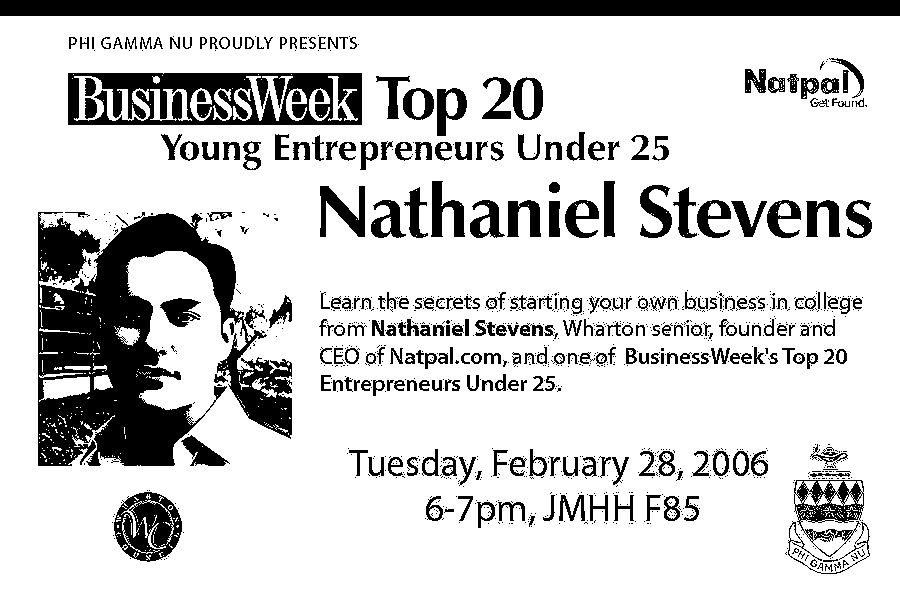 PHI GAMMA NU PROUDLY PRESENTS
BusinessWeek Top 20
Natpal
Get Found.
Young Entrepreneurs Under 25
Nathaniel Stevens
Learn the secrets of starting your own business in college
from Nathaniel Stevens, Wharton senior, founder and
CEO of Natpal.com, and one of BusinessWeek's Top 20
Entrepreneurs Under 25.
Tuesday, February 28, 2006
6-7pm, JMHH F85
WC
PHI GAMMA NU